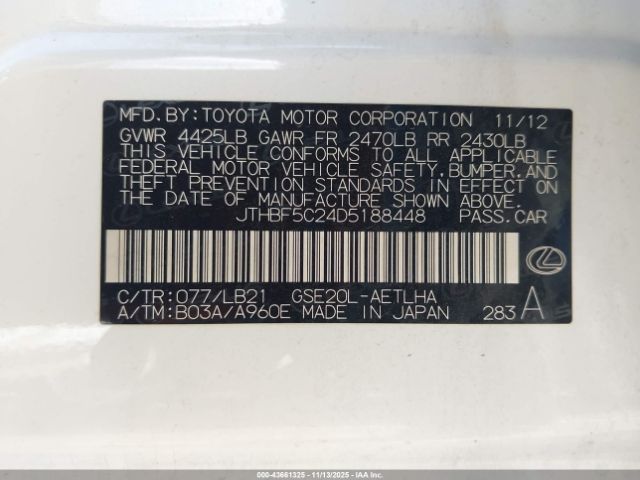 MFD.BY:TOYOTA MOTOR CORPORATION 11/12
GVWR 4425LB GAWR FR 2470LB RR 2430LB
THIS VEHICLE CONFORMS TO ALL APPLICABLE
FEDERAL MOTOR VEHICLE SAFETY,BUMPER,AND
THEFT PREVENTION STANDARDS IN EFFECT ON
THE DATE OF MANUFACTURE SHOWN ABOVE.
JTHBF5C24D5188448 PASS.CAR
C/TR:077/LB21 GSE20L-AETLHA
A/TM:B03A/A960E MADE IN JAPAN 283 A
000-43661325 - 11/13/2025 - IAA Corp.